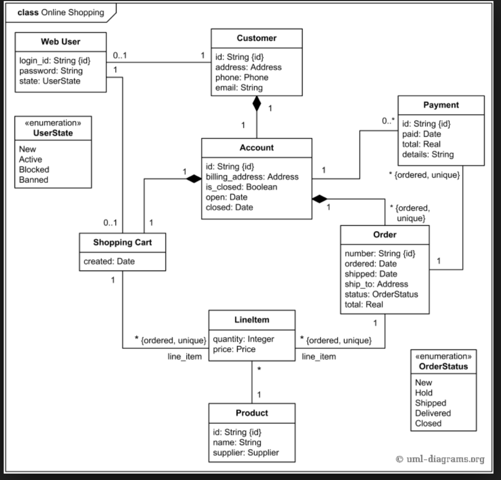 class Online Shopping
Web User
login_id: String {id}
password: String
state: UserState
0..1
1
1
Customer
id: String {id}
address: Address
phone: Phone
email: String
1
1
«enumeration»
UserState
New
Active
Blocked
Banned
Account
id: String {id}
billing_address: Address
is_closed: Boolean
open: Date
closed: Date
1
1
1
Payment
id: String {id}
paid: Date
total: Real
details: String
0..*
* {ordered, unique}
* {ordered,
unique}
0..1
1
Shopping Cart
created: Date
1
Order
number: String {id}
ordered: Date
shipped: Date
ship_to: Address
status: OrderStatus
total: Real
1
1
LineItem
quantity: Integer
price: Price
* {ordered, unique}
line_item
* {ordered, unique}
line_item
*
1
Product
id: String {id}
name: String
supplier: Supplier
«enumeration»
OrderStatus
New
Hold
Shipped
Delivered
Closed
© uml-diagrams.org